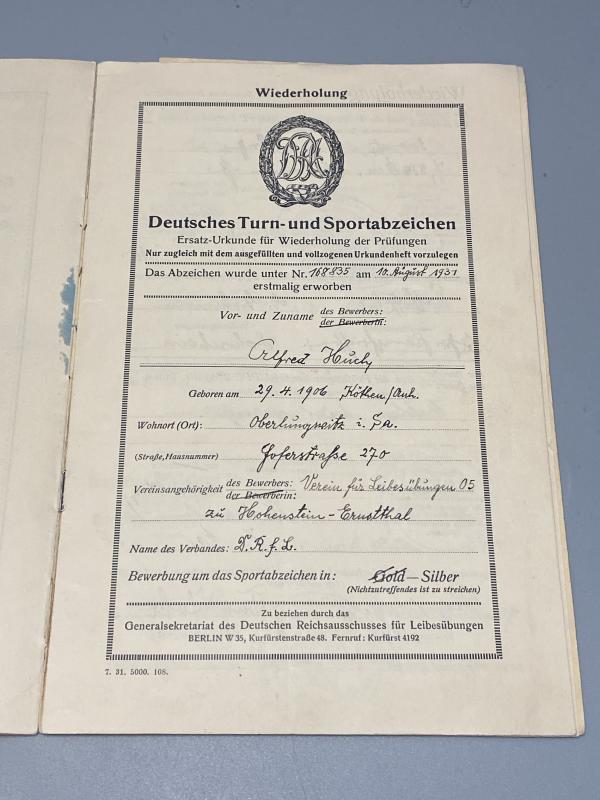 Wiederholung
DRA
Deutsches Turn- und Sportabzeichen
Ersatz-Urkunde für Wiederholung der Prüfungen
Nur zugleich mit dem ausgefüllten und vollzogenen Urkundenheft vorzulegen
Das Abzeichen wurde unter Nr. 168835 am 10. August 1931
erstmalig erworben
Vor- und Zuname des Bewerbers:
der Bewerberin:
Alfred Huch
Geboren am 29.4.1906 Köthen/Anh.
Wohnort (Ort): Oberlungwitz i. Sa.
(Straße, Hausnummer) Hoferstrasse 270
Vereinsangehörigkeit des Bewerbers: Verein für Leibesübungen 05
der Bewerberin:
zu Hohenstein-Ernstthal
Name des Verbandes: D.R.f.L.
Bewerbung um das Sportabzeichen in: Gold — Silber
(Nichtzutreffendes ist zu streichen)
Zu beziehen durch das
Generalsekretariat des Deutschen Reichsausschusses für Leibesübungen
BERLIN W 35, Kurfürstenstraße 48. Fernruf: Kurfürst 4192
7. 31. 5000. 108.